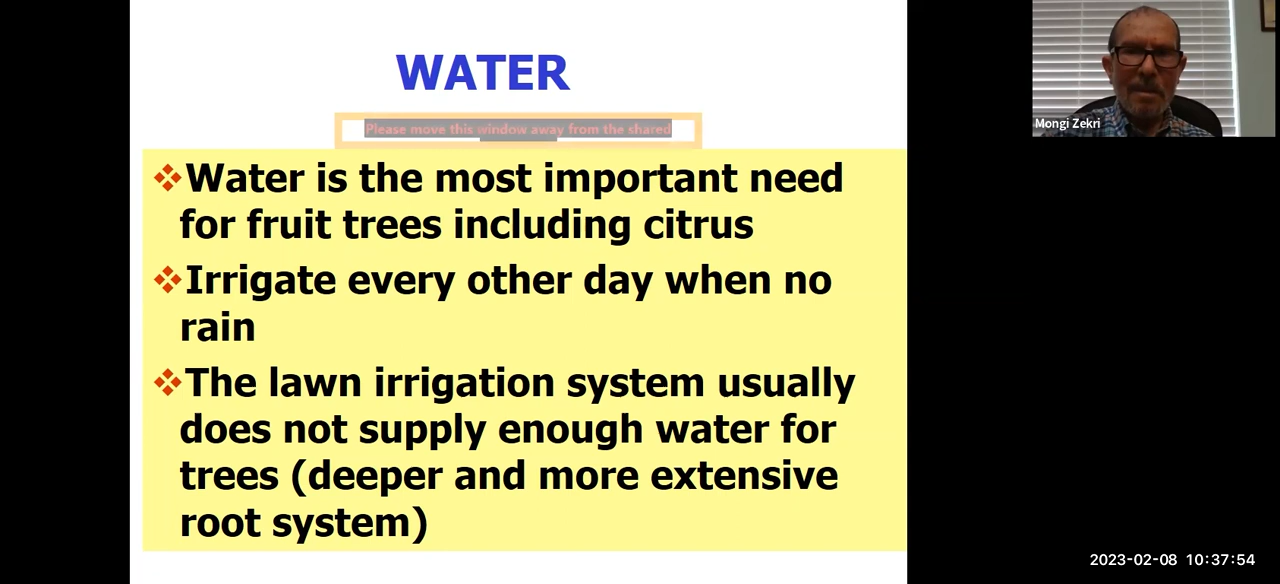 WATER
Please move this window away from the shared
❖Water is the most important need
for fruit trees including citrus
❖Irrigate every other day when no
rain
❖The lawn irrigation system usually
does not supply enough water for
trees (deeper and more extensive
root system)
Mongi Zekri
2023-02-08 10:37:54